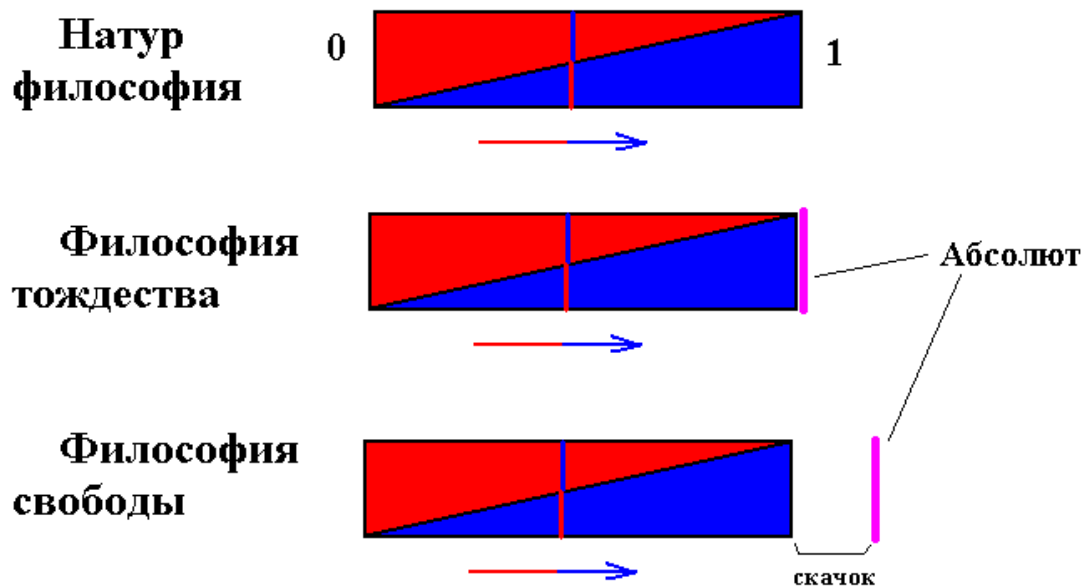 Натур
философия
0
1
Философия
тождества
Абсолют
Философия
свободы
скачок